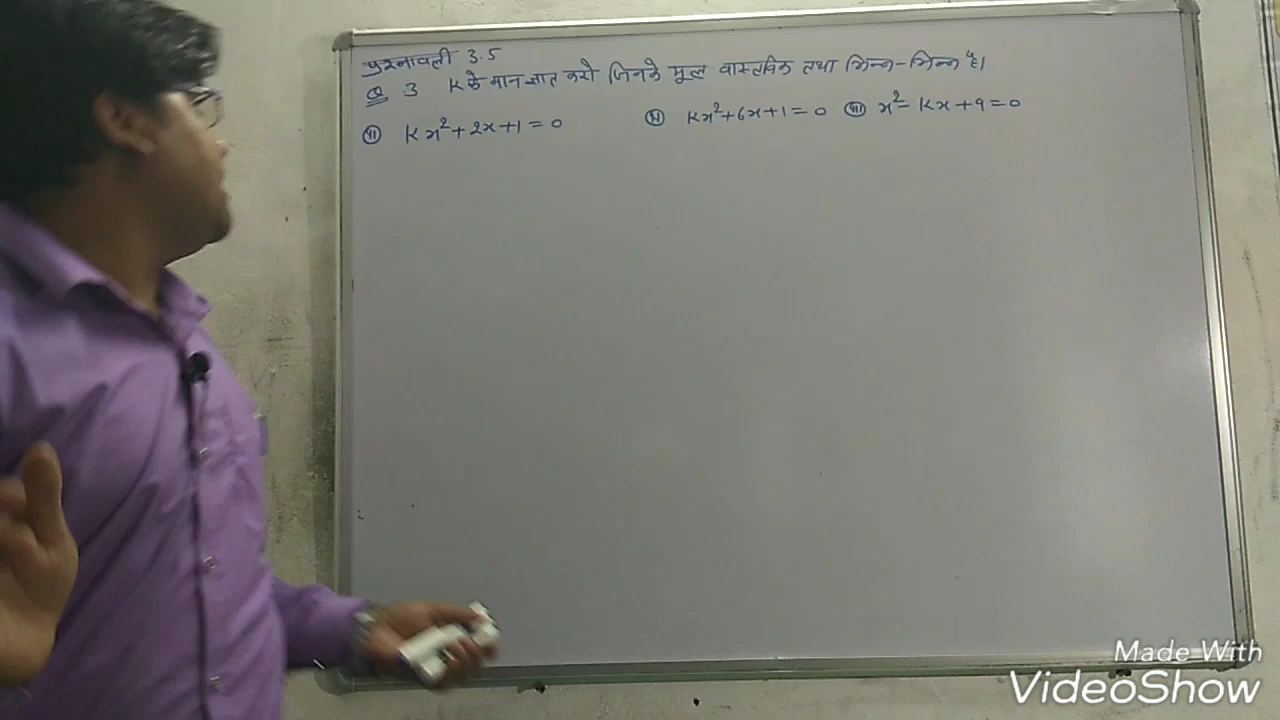 प्रश्नावली 3.5
Q 3 K के मान ज्ञात करो जिनके मूल वास्तविक तथा भिन्न-भिन्न है।
(ii) Kx²+2x+1=0 (iv) Kx²+6x+1=0 (iii) x²-Kx+9=0
Made With
VideoShow